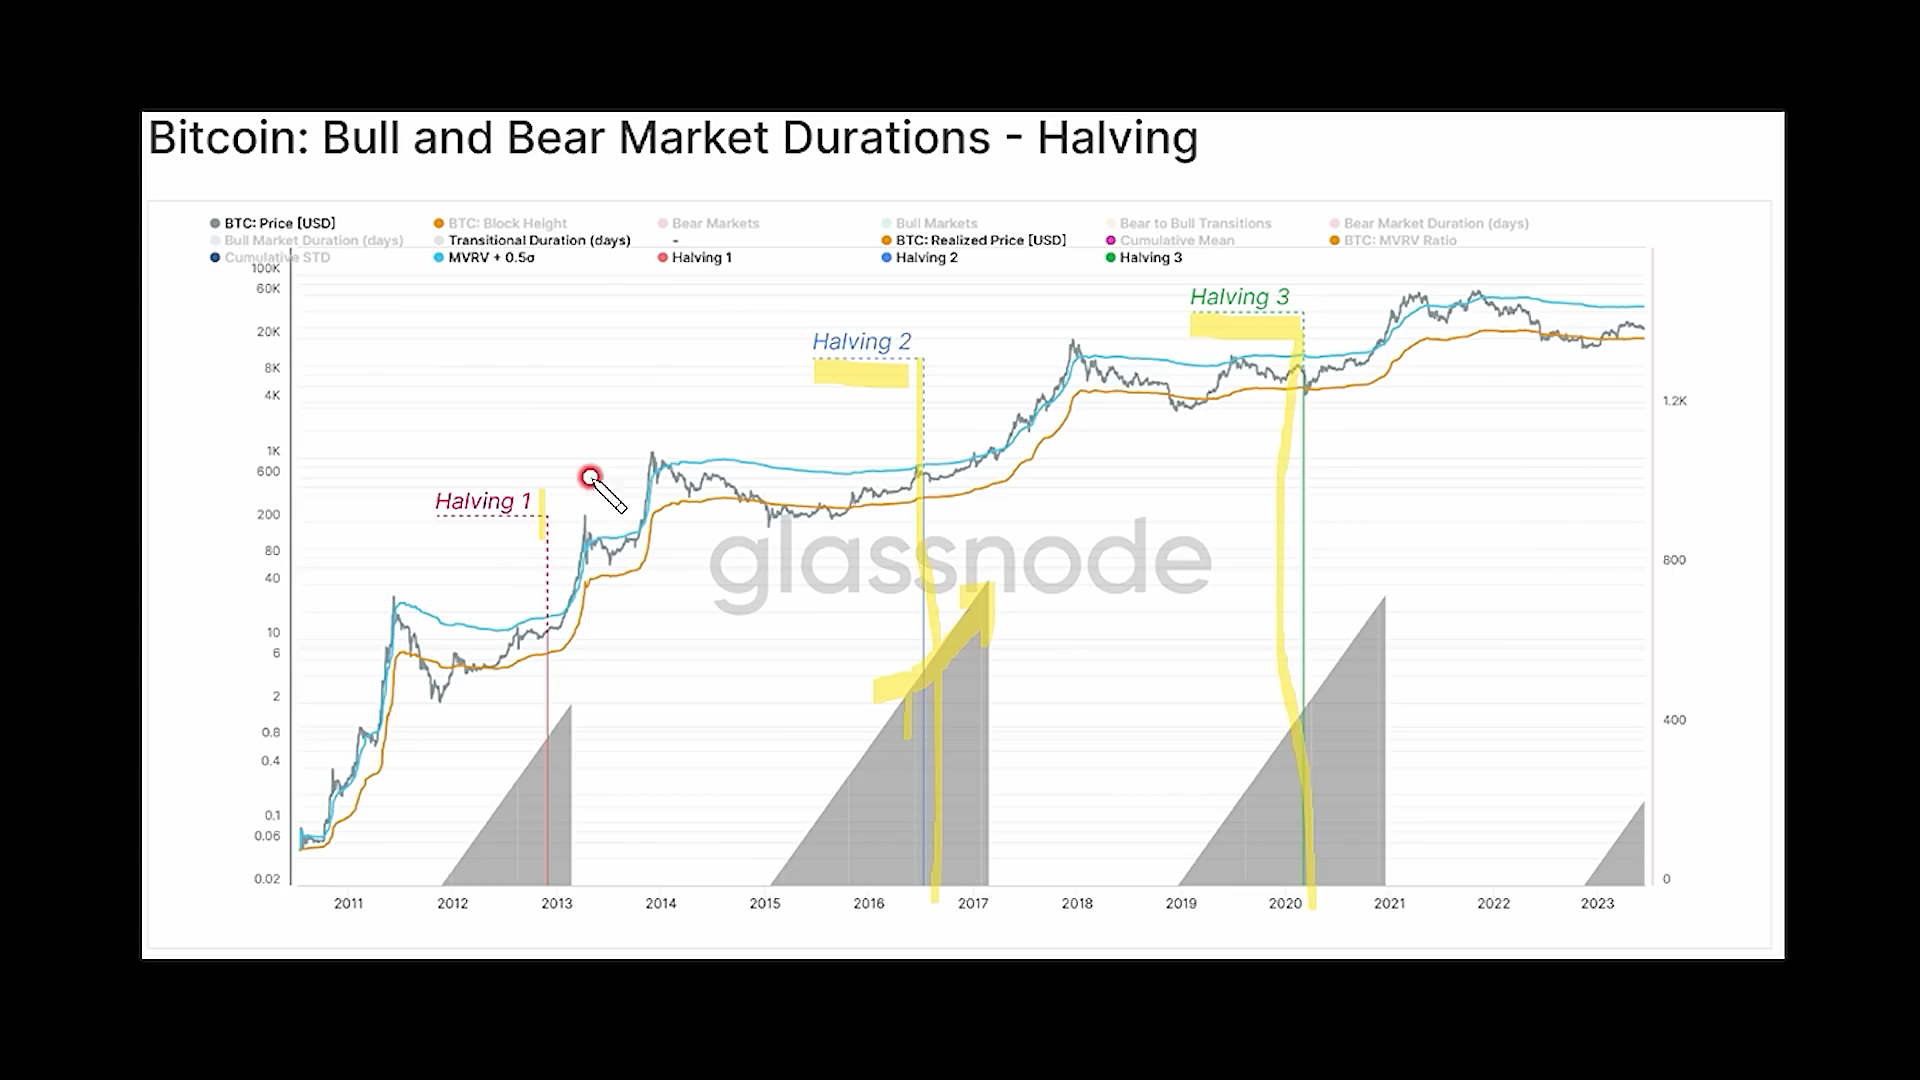 Bitcoin: Bull and Bear Market Durations - Halving
BTC: Price [USD] BTC: Block Height Bear Markets Bull Markets Bear to Bull Transitions Bear Market Duration (days)
Bull Market Duration (days) Transitional Duration (days) - BTC: Realized Price [USD] Cumulative Mean BTC: MVRV Ratio
Cumulative STD MVRV + 0.5σ Halving 1 Halving 2 Halving 3
100K
60K
Halving 3
20K
Halving 2
8K
4K
1.2K
1K
600
Halving 1
200
glassnode
80
800
40
10
6
2
400
0.8
0.4
0.1
0.06
0.02
0
2011 2012 2013 2014 2015 2016 2017 2018 2019 2020 2021 2022 2023